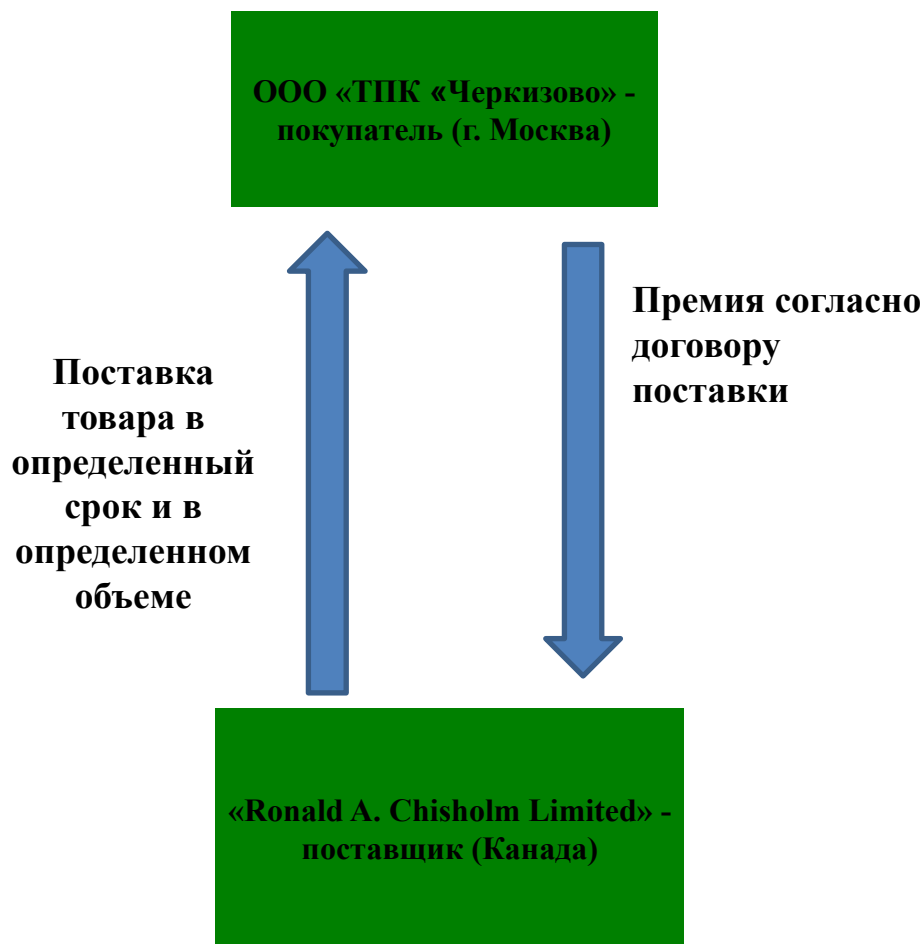 ООО «ТПК «Черкизово» -
покупатель (г. Москва)
Премия согласно
договору
поставки
Поставка
товара в
определенный
срок и в
определенном
объеме
«Ronald A. Chisholm Limited» -
поставщик (Канада)